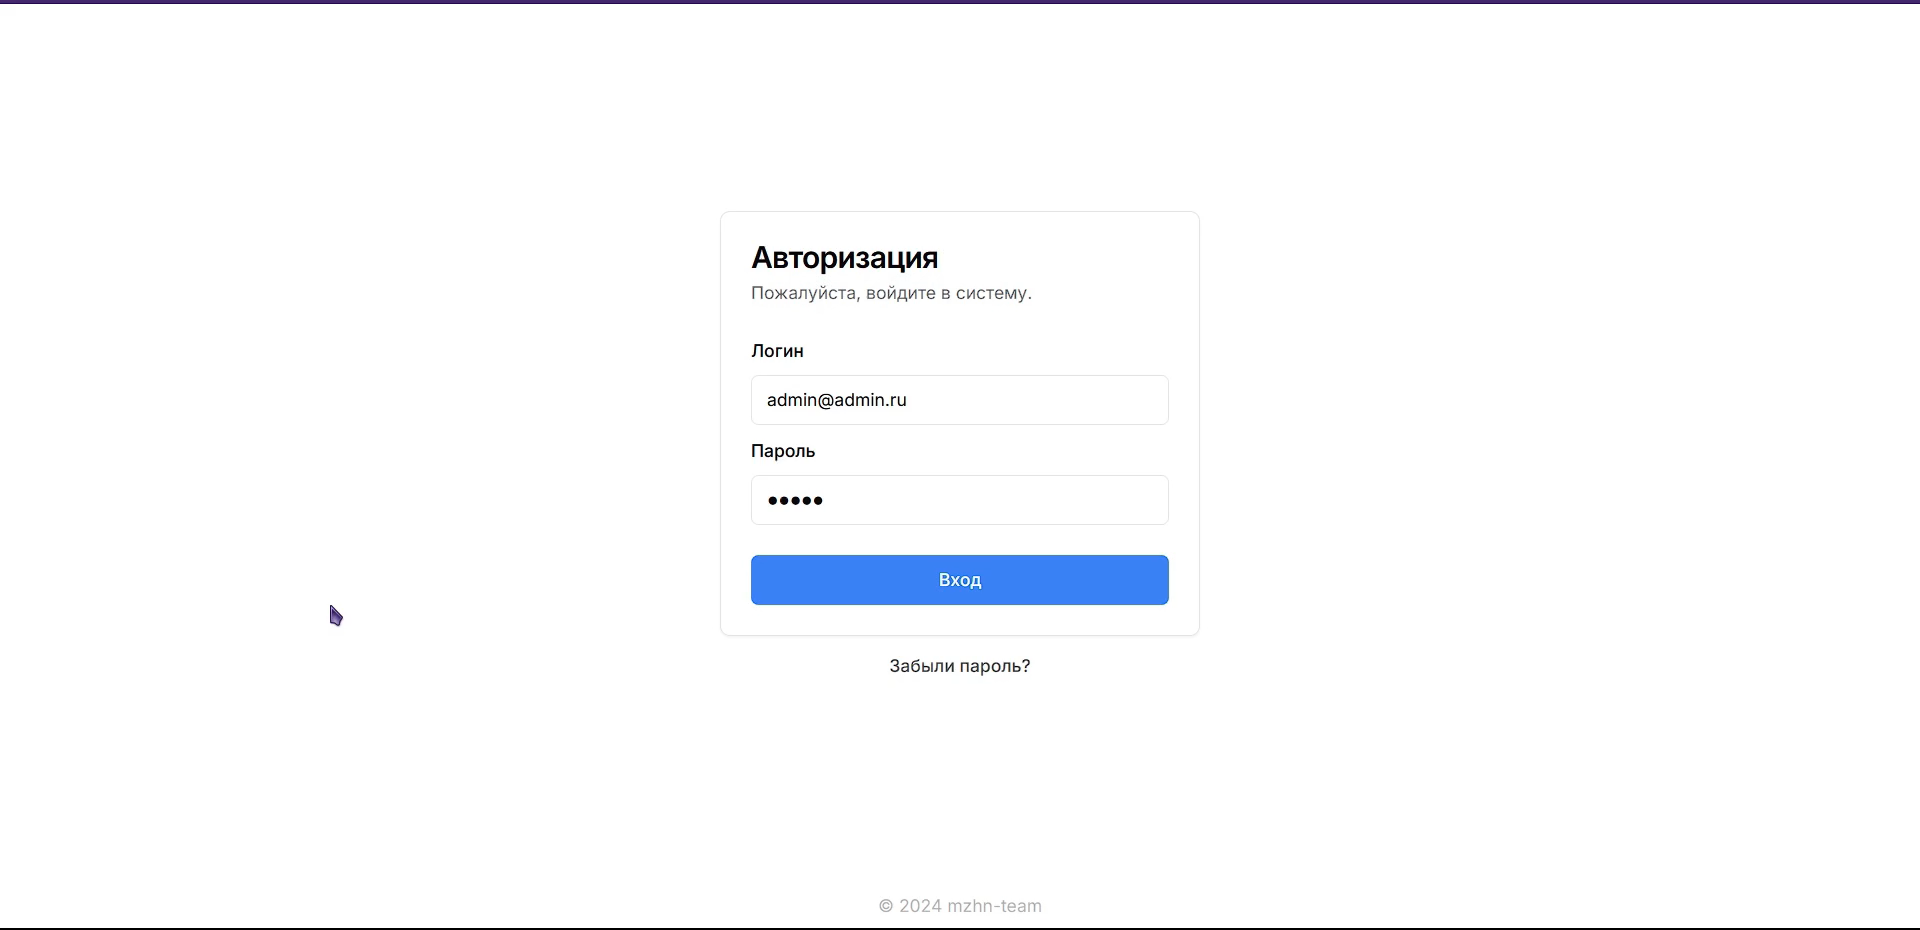 Авторизация
Пожалуйста, войдите в систему.
Логин
admin@admin.ru
Пароль
•••••
Вход
Забыли пароль?
© 2024 mzhn-team